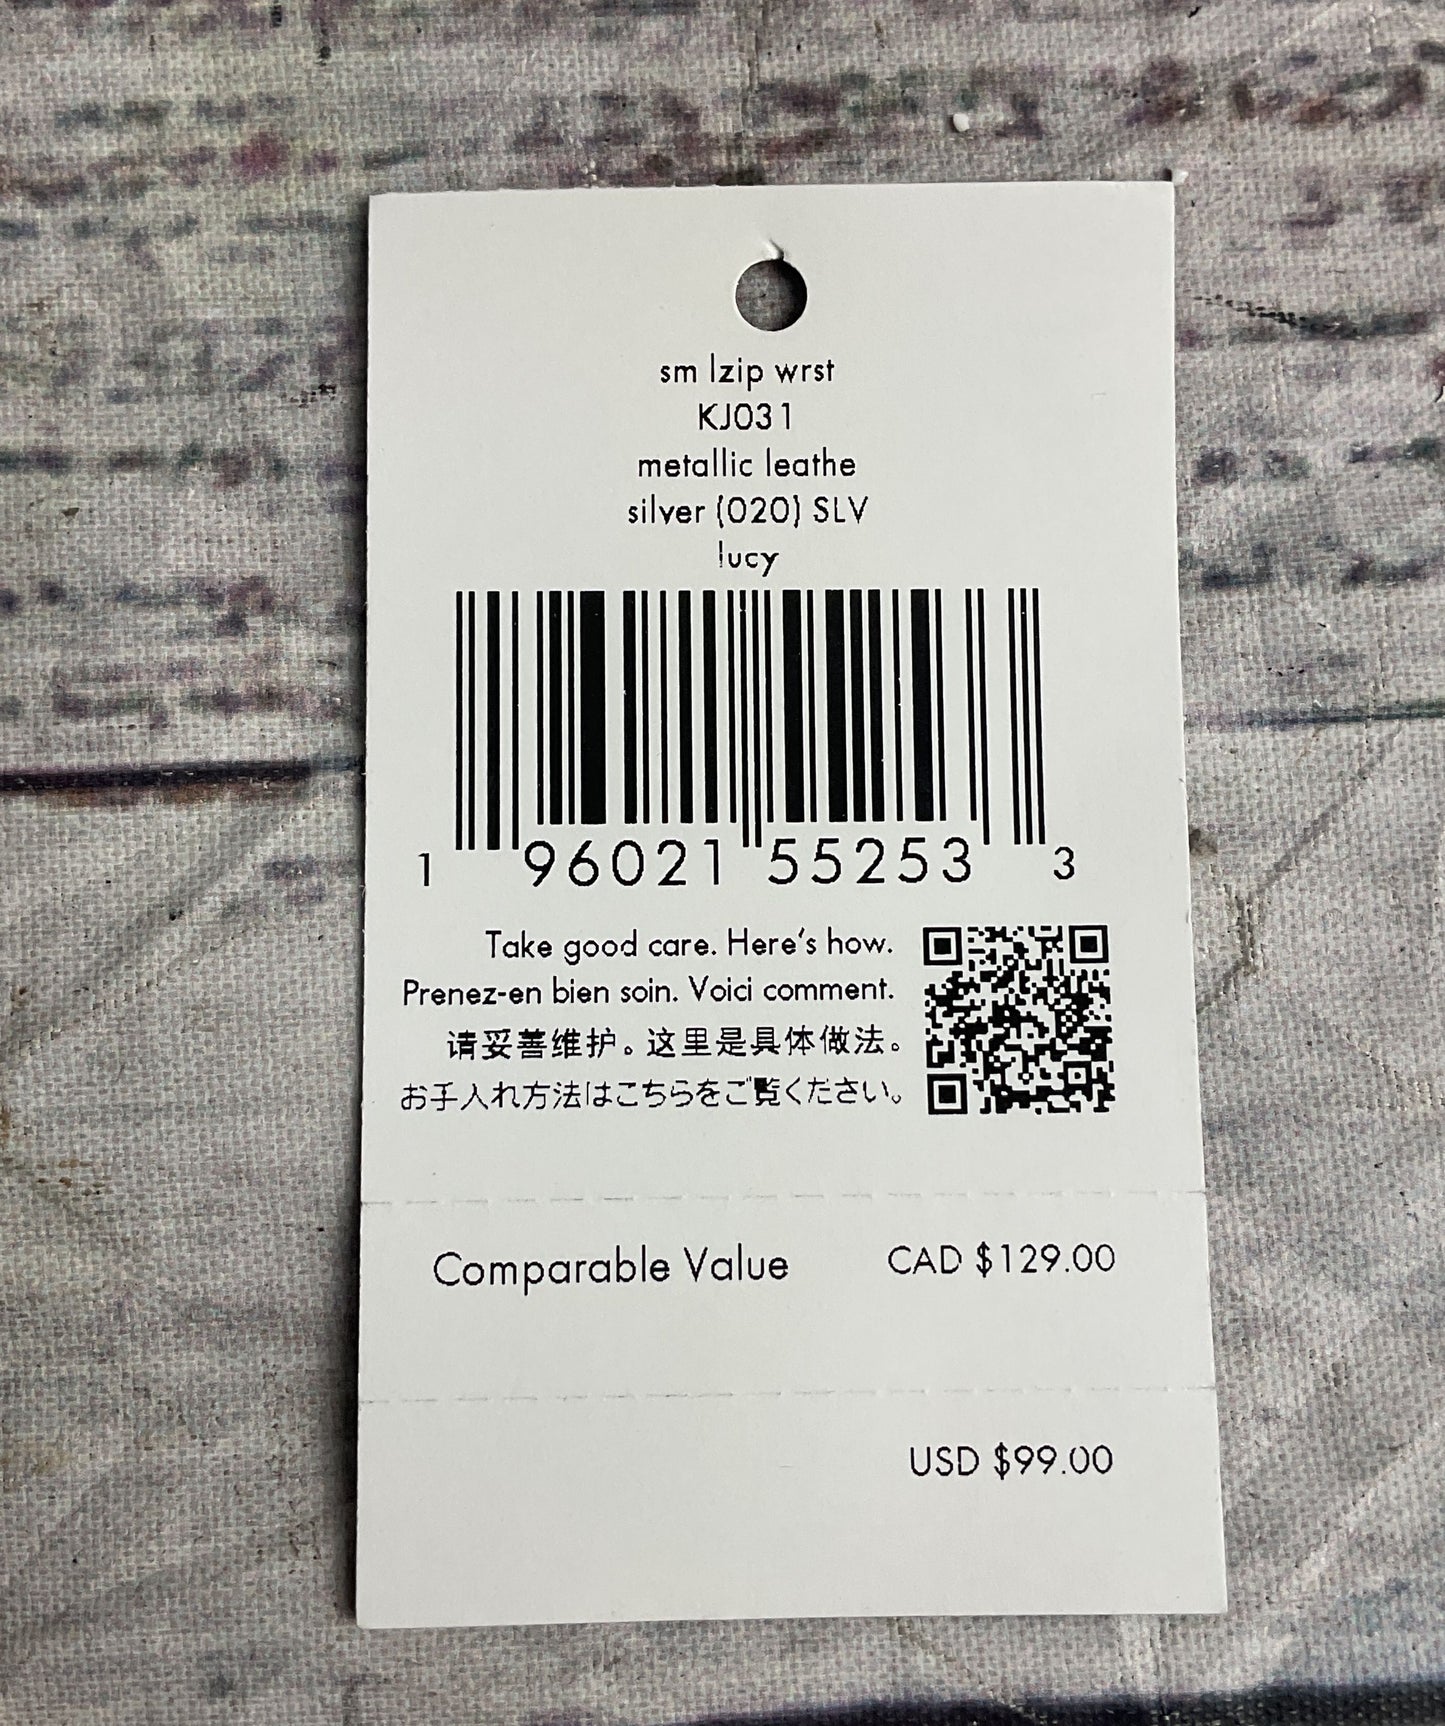 sm lzip wrst
KJ031
metallic leathe
silver (020) SLV
lucy
1 96021 55253 3
Take good care. Here's how.
Prenez-en bien soin. Voici comment.
请妥善维护。这里是具体做法。
お手入れ方法はこちらをご覧ください。
Comparable Value CAD $129.00
USD $99.00